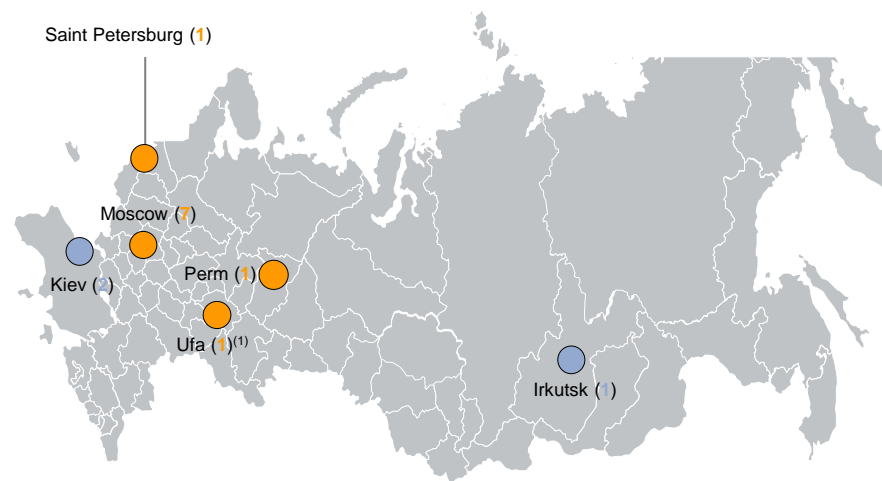 Saint Petersburg (1)
Moscow (7)
Perm (1)
Kiev (2)
Ufa (1)(1)
Irkutsk (1)